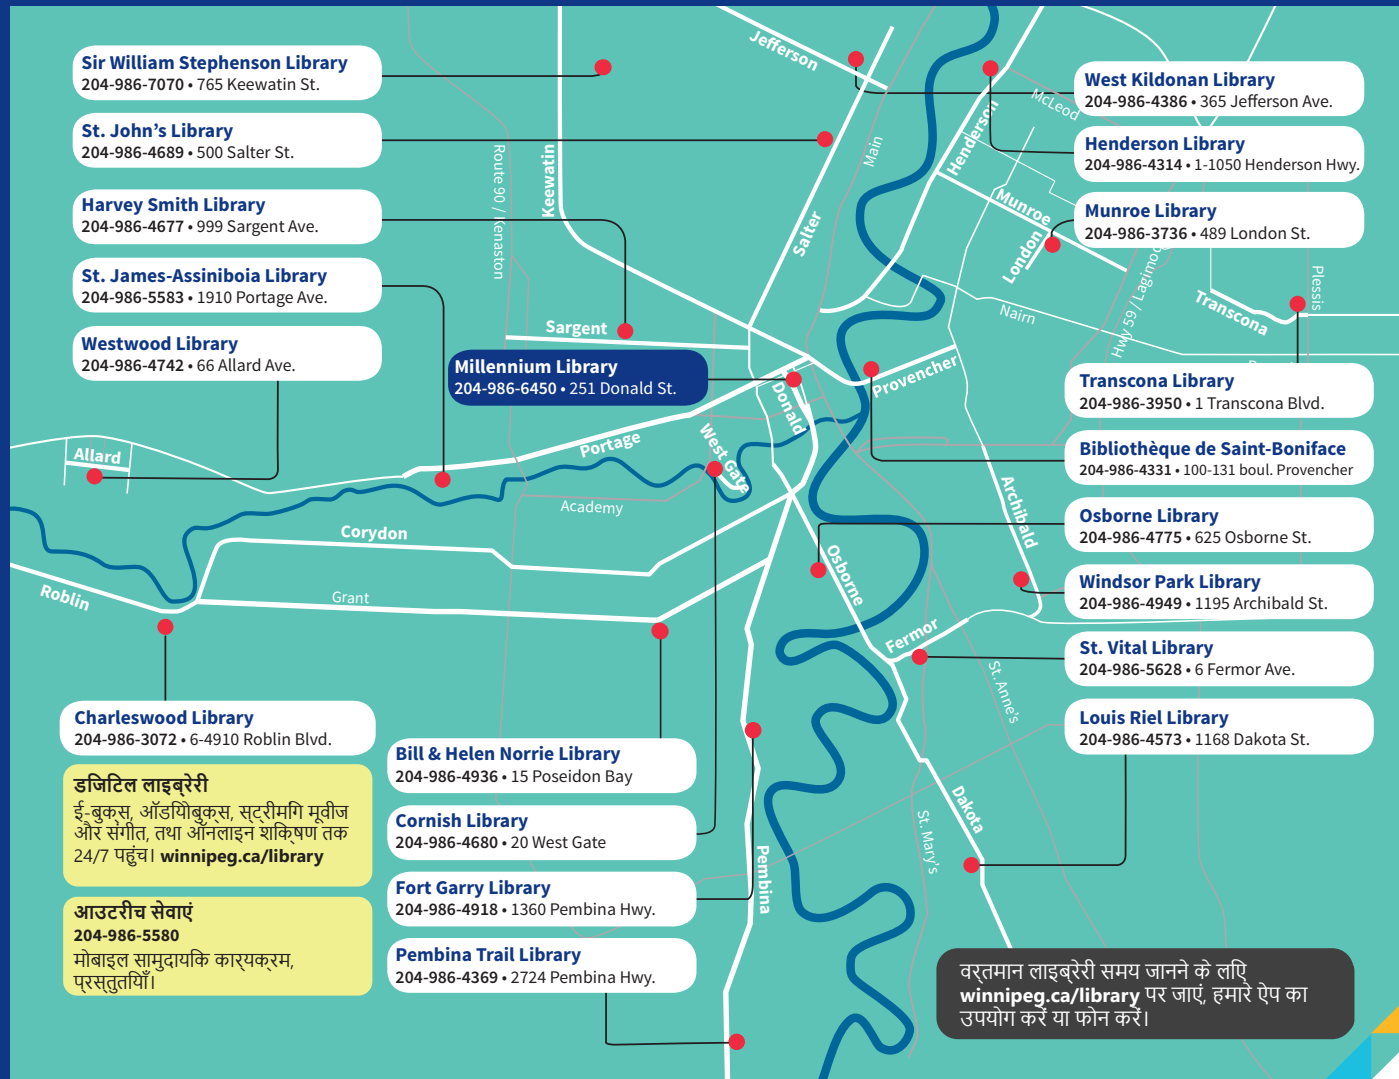 Sir William Stephenson Library
204-986-7070 • 765 Keewatin St.
St. John's Library
204-986-4689 • 500 Salter St.
Harvey Smith Library
204-986-4677 • 999 Sargent Ave.
St. James-Assiniboia Library
204-986-5583 • 1910 Portage Ave.
Westwood Library
204-986-4742 • 66 Allard Ave.
Millennium Library
204-986-6450 • 251 Donald St.
West Kildonan Library
204-986-4386 • 365 Jefferson Ave.
Henderson Library
204-986-4314 • 1-1050 Henderson Hwy.
Munroe Library
204-986-3736 • 489 London St.
Transcona Library
204-986-3950 • 1 Transcona Blvd.
Bibliothèque de Saint-Boniface
204-986-4331 • 100-131 boul. Provencher
Osborne Library
204-986-4775 • 625 Osborne St.
Windsor Park Library
204-986-4949 • 1195 Archibald St.
St. Vital Library
204-986-5628 • 6 Fermor Ave.
Louis Riel Library
204-986-4573 • 1168 Dakota St.
Charleswood Library
204-986-3072 • 6-4910 Roblin Blvd.
Bill & Helen Norrie Library
204-986-4936 • 15 Poseidon Bay
Cornish Library
204-986-4680 • 20 West Gate
Fort Garry Library
204-986-4918 • 1360 Pembina Hwy.
Pembina Trail Library
204-986-4369 • 2724 Pembina Hwy.
डिजिटल लाइब्रेरी
ई-बुक्स, ऑडियोबुक्स, स्ट्रीमिंग मूवीज
और संगीत, तथा ऑनलाइन शिक्षण तक
24/7 पहुंच। winnipeg.ca/library
आउटरीच सेवाएं
204-986-5580
मोबाइल सामुदायिक कार्यक्रम,
प्रस्तुतियाँ।
वर्तमान लाइब्रेरी समय जानने के लिए
winnipeg.ca/library पर जाएं, हमारे ऐप का
उपयोग करें या फोन करें।
Jefferson
McLeod
Main
Henderson
Route 90 / Kenaston
Keewatin
Salter
Munroe
London
Hwy 59 / Lagimod
Plessis
Transcona
Nairn
Sargent
Provencher
Donald
Portage
West Gate
Allard
Academy
Corydon
Archibald
Osborne
Roblin
Grant
Fermor
St. Anne's
Dakota
St. Mary's
Pembina